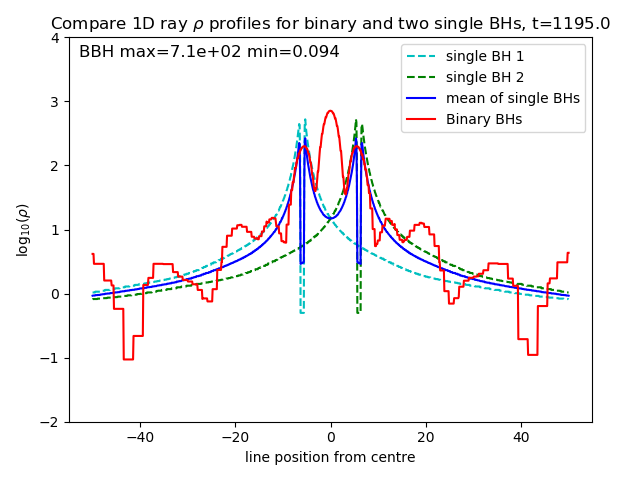 Compare 1D ray ρ profiles for binary and two single BHs, t=1195.0
BBH max=7.1e+02 min=0.094
single BH 1
single BH 2
mean of single BHs
Binary BHs
log₁₀(ρ)
4
3
2
1
0
−1
−2
−40 −20 0 20 40
line position from centre